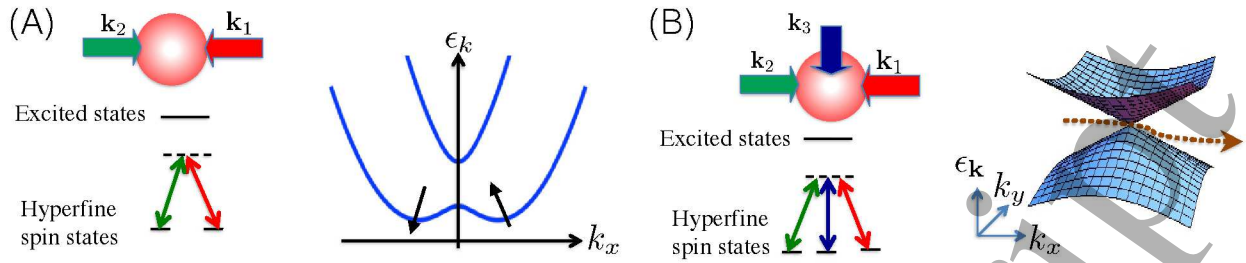 (A)
k₂
k₁
Excited states
Hyperfine
spin states
ϵₖ
kₓ
(B)
k₃
k₂
k₁
Excited states
Hyperfine
spin states
ϵₖ
k_y
kₓ